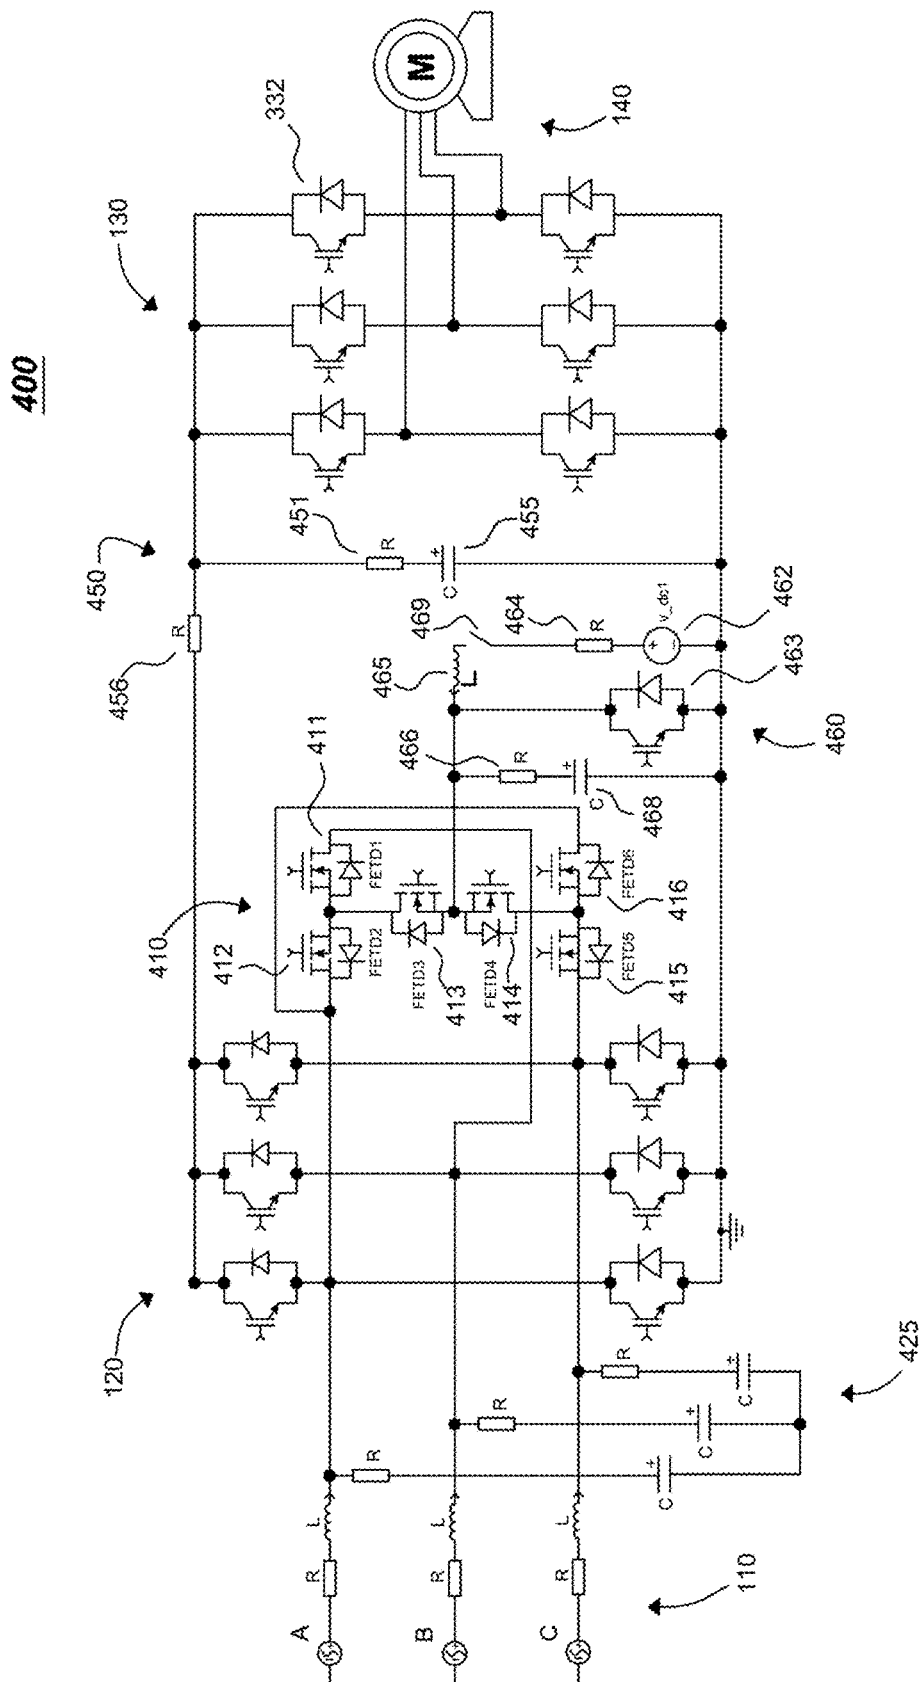 400
130
332
M
140
450
456
R
451
R
+
C
455
469
464
R
v_dc1
+
-
462
463
460
465
L
466
R
+
C
468
411
410
412
FETD1
FETD2
FETD3
413
FETD4
414
FETD5
415
FETD6
416
120
425
R
+
C
R
+
C
R
+
C
L
R
A
L
R
B
L
R
C
110